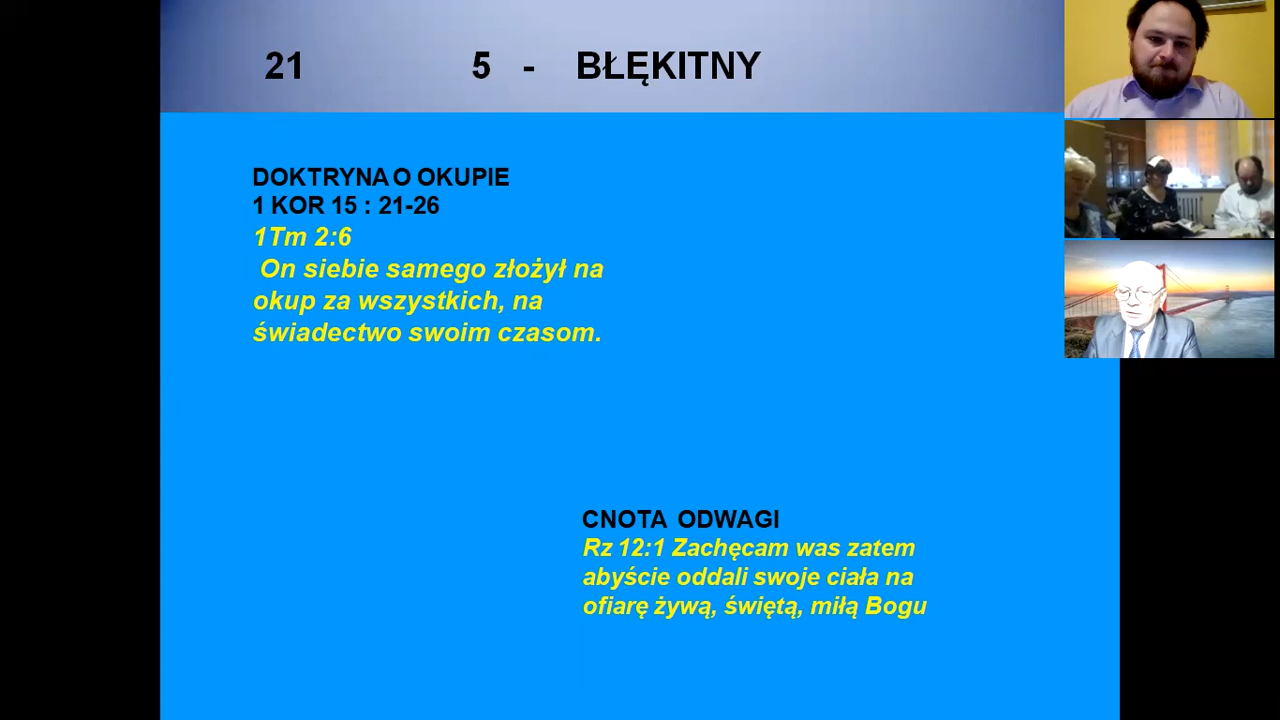 21 5 - BŁĘKITNY
DOKTRYNA O OKUPIE
1 KOR 15 : 21-26
1Tm 2:6
On siebie samego złożył na
okup za wszystkich, na
świadectwo swoim czasom.
CNOTA ODWAGI
Rz 12:1 Zachęcam was zatem
abyście oddali swoje ciała na
ofiarę żywą, świętą, miłą Bogu